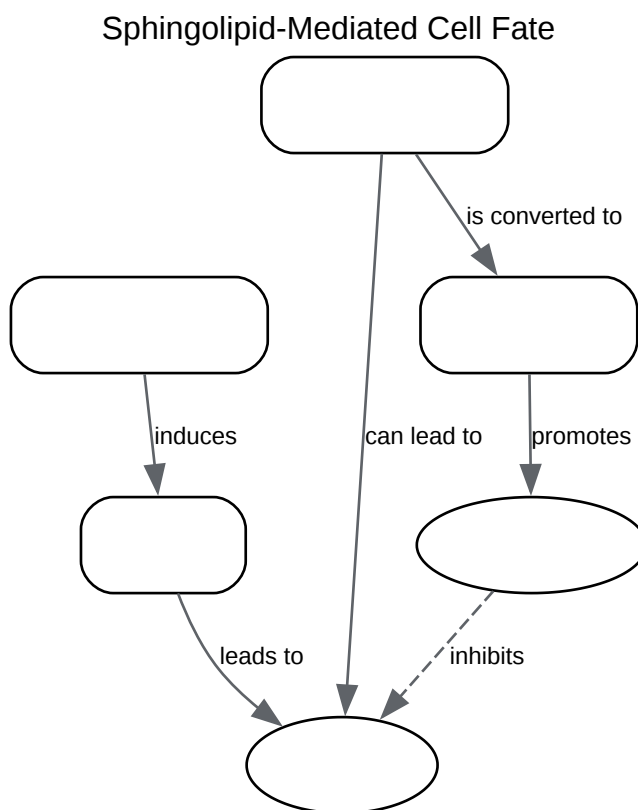 Sphingolipid-Mediated Cell Fate
is converted to
induces
can lead to
promotes
leads to
inhibits